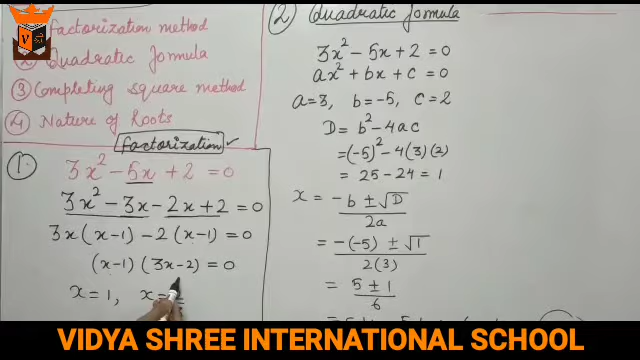 V
Factorization method
② Quadratic formula
③ Completing square method
④ Nature of Roots
Factorization ✓
①
3x² - 5x + 2 = 0
3x² - 3x - 2x + 2 = 0
3x(x-1) - 2(x-1) = 0
(x-1)(3x-2) = 0
x = 1, x =
② Quadratic formula
3x² - 5x + 2 = 0
ax² + bx + c = 0
a=3, b=-5, c=2
D = b² - 4ac
= (-5)² - 4(3)(2)
= 25 - 24 = 1
x = -b ± √D / 2a
= -(-5) ± √1 / 2(3)
= 5 ± 1 / 6
VIDYA SHREE INTERNATIONAL SCHOOL